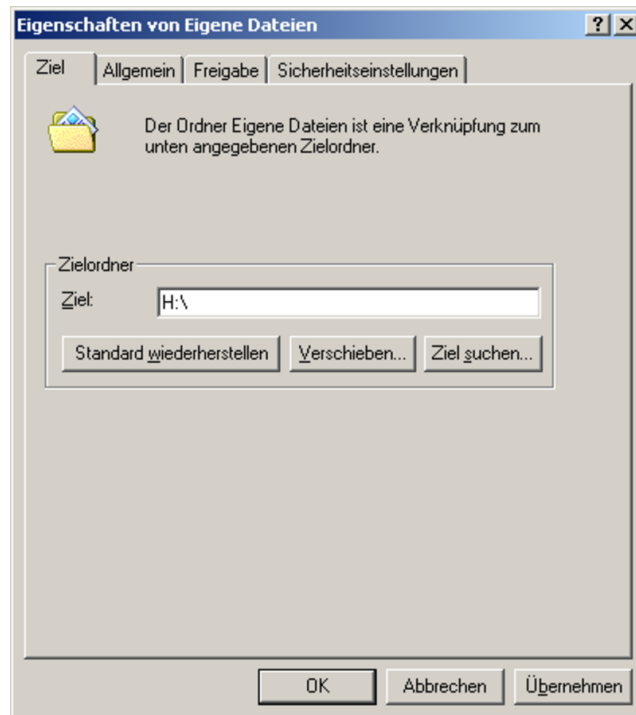 Eigenschaften von Eigene Dateien
Ziel Allgemein Freigabe Sicherheitseinstellungen
Der Ordner Eigene Dateien ist eine Verknüpfung zum
unten angegebenen Zielordner.
Zielordner
Ziel: H:\
Standard wiederherstellen Verschieben... Ziel suchen...
OK Abbrechen Übernehmen